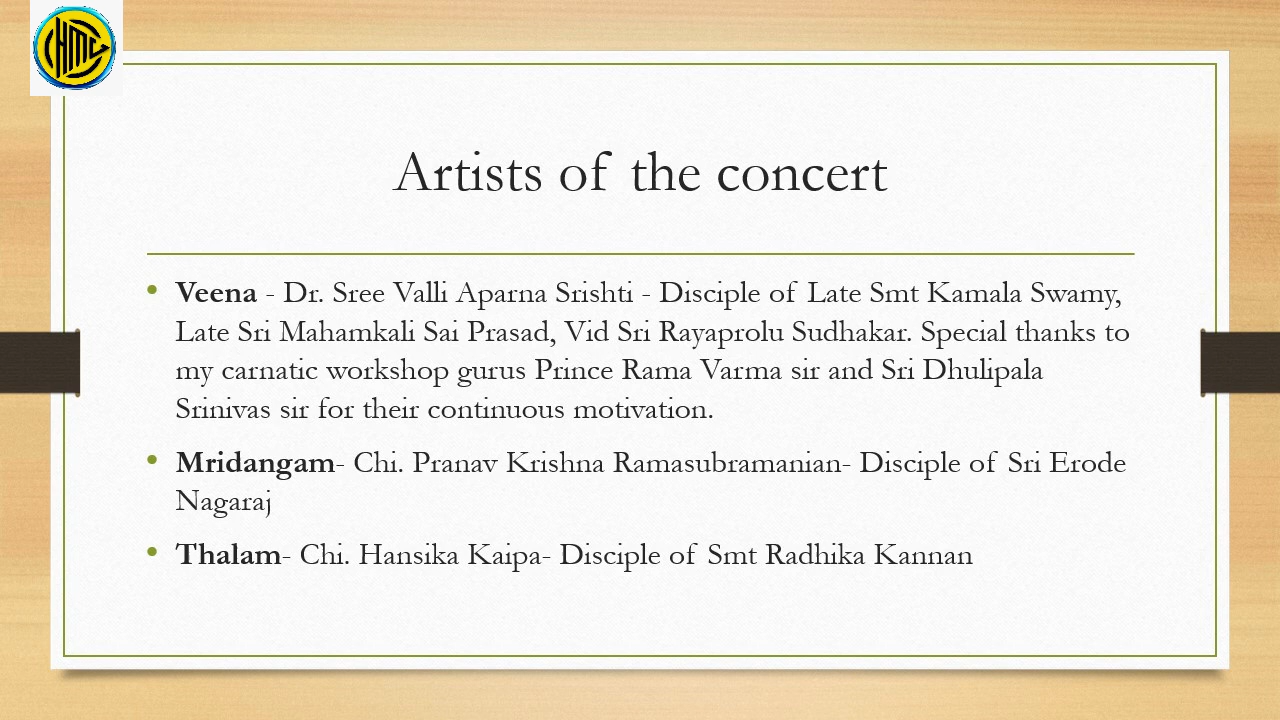 CHMC
Artists of the concert
• Veena - Dr. Sree Valli Aparna Srishti - Disciple of Late Smt Kamala Swamy,
Late Sri Mahamkali Sai Prasad, Vid Sri Rayaprolu Sudhakar. Special thanks to
my carnatic workshop gurus Prince Rama Varma sir and Sri Dhulipala
Srinivas sir for their continuous motivation.
• Mridangam- Chi. Pranav Krishna Ramasubramanian- Disciple of Sri Erode
Nagaraj
• Thalam- Chi. Hansika Kaipa- Disciple of Smt Radhika Kannan